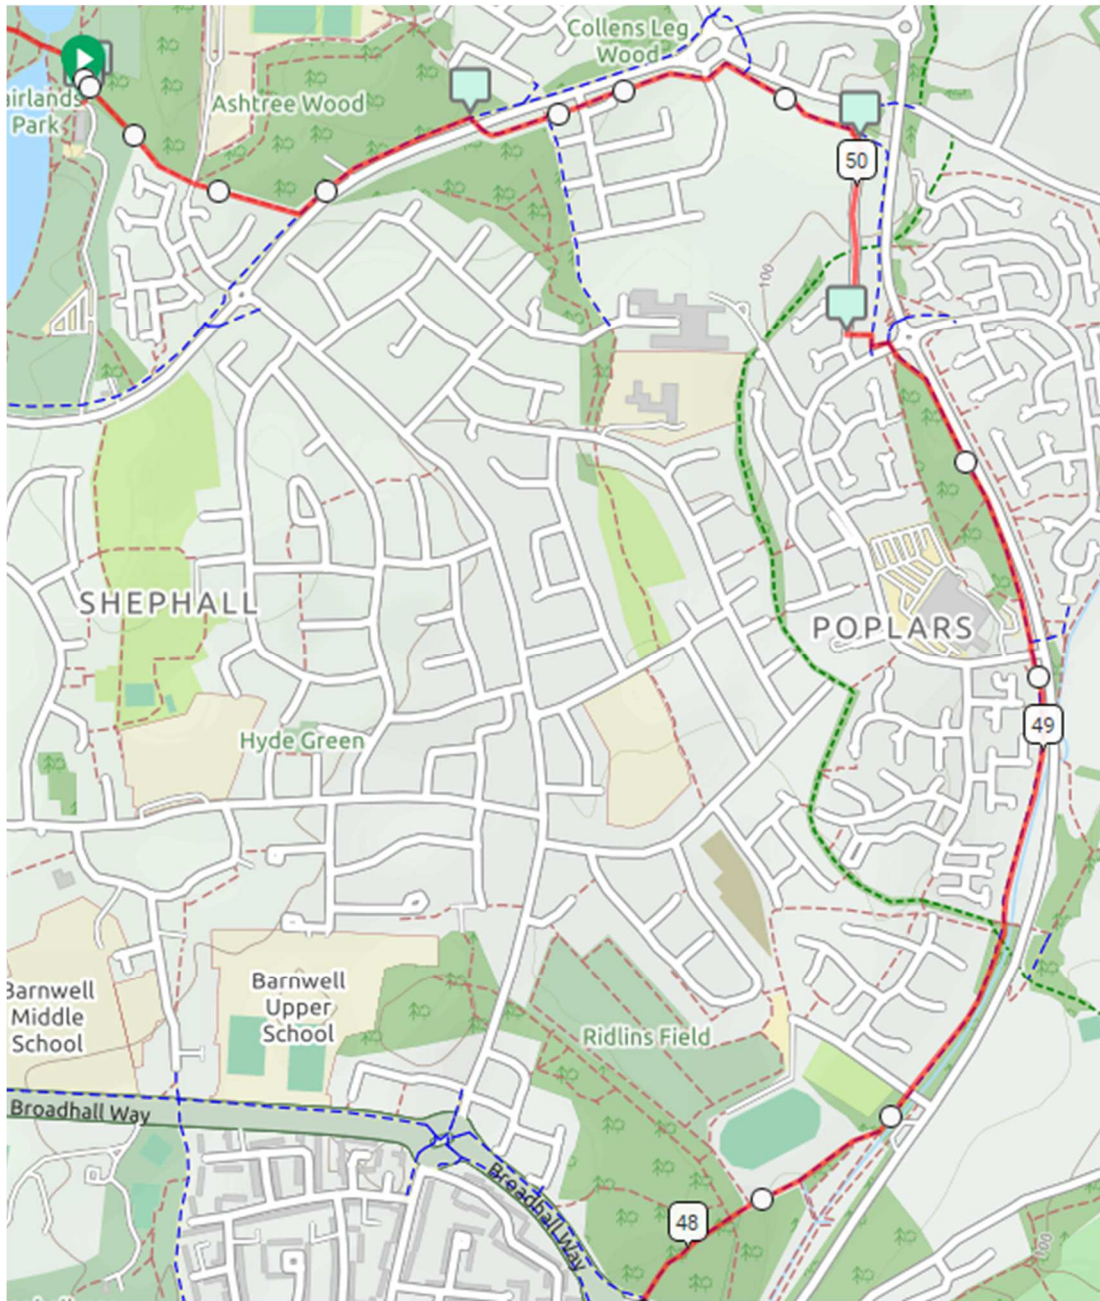 Collens Leg
Wood
Ashtree Wood
airlands
Park
50
100
SHEPHALL
POPLARS
49
Hyde Green
Barnwell
Middle
School
Barnwell
Upper
School
Ridlins Field
Broadhall Way
Broadhall Way
48
100